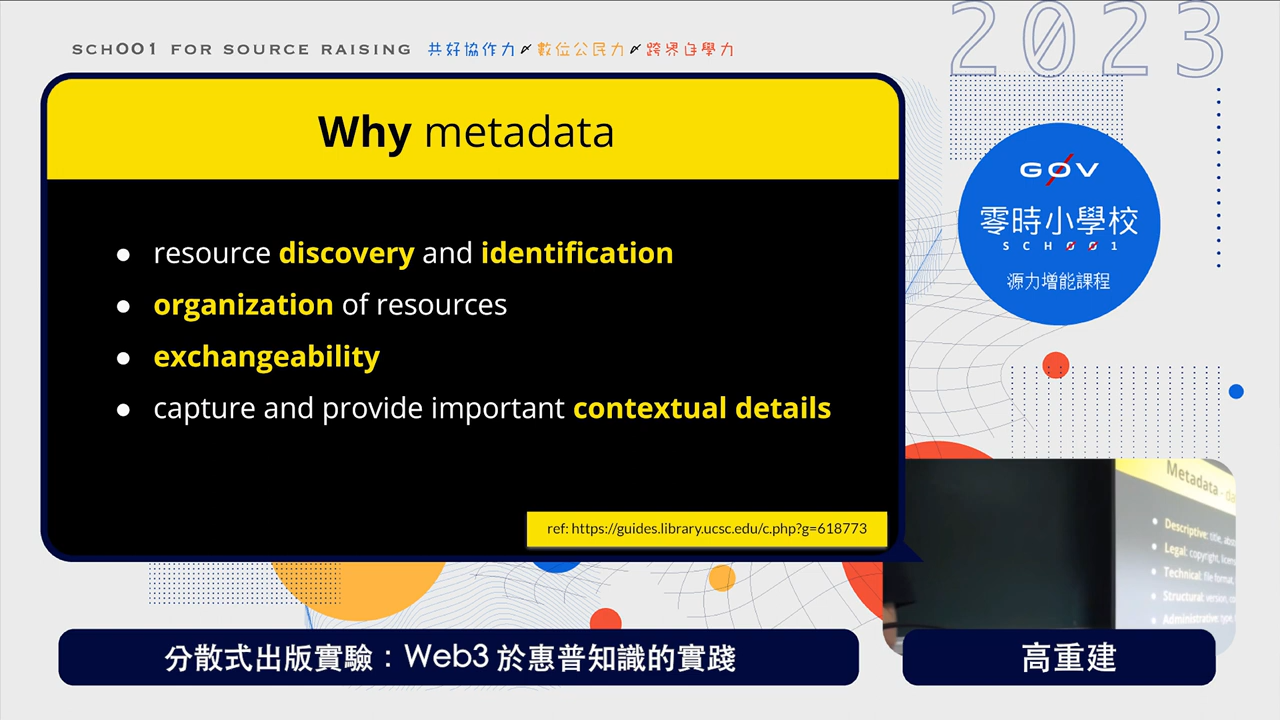 SCH001 FOR SOURCE RAISING 共好協作力 數位公民力 跨界自學力
2023
Why metadata
GOV
零時小學校
SCH001
源力增能課程
● resource discovery and identification
● organization of resources
● exchangeability
● capture and provide important contextual details
ref: https://guides.library.ucsc.edu/c.php?g=618773
Metadata - da
● Descriptive: title, abs
● Legal: copyright, licen
● Technical: file format,
● Structural: version, co
● Administrative: type,
分散式出版實驗：Web3 於惠普知識的實踐
高重建